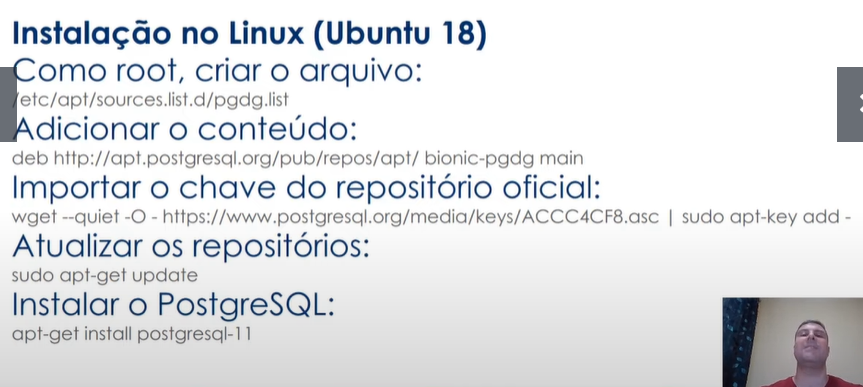 Instalação no Linux (Ubuntu 18)
Como root, criar o arquivo:
/etc/apt/sources.list.d/pgdg.list
Adicionar o conteúdo:
deb http://apt.postgresql.org/pub/repos/apt/ bionic-pgdg main
Importar o chave do repositório oficial:
wget --quiet -O - https://www.postgresql.org/media/keys/ACCC4CF8.asc | sudo apt-key add -
Atualizar os repositórios:
sudo apt-get update
Instalar o PostgreSQL:
apt-get install postgresql-11